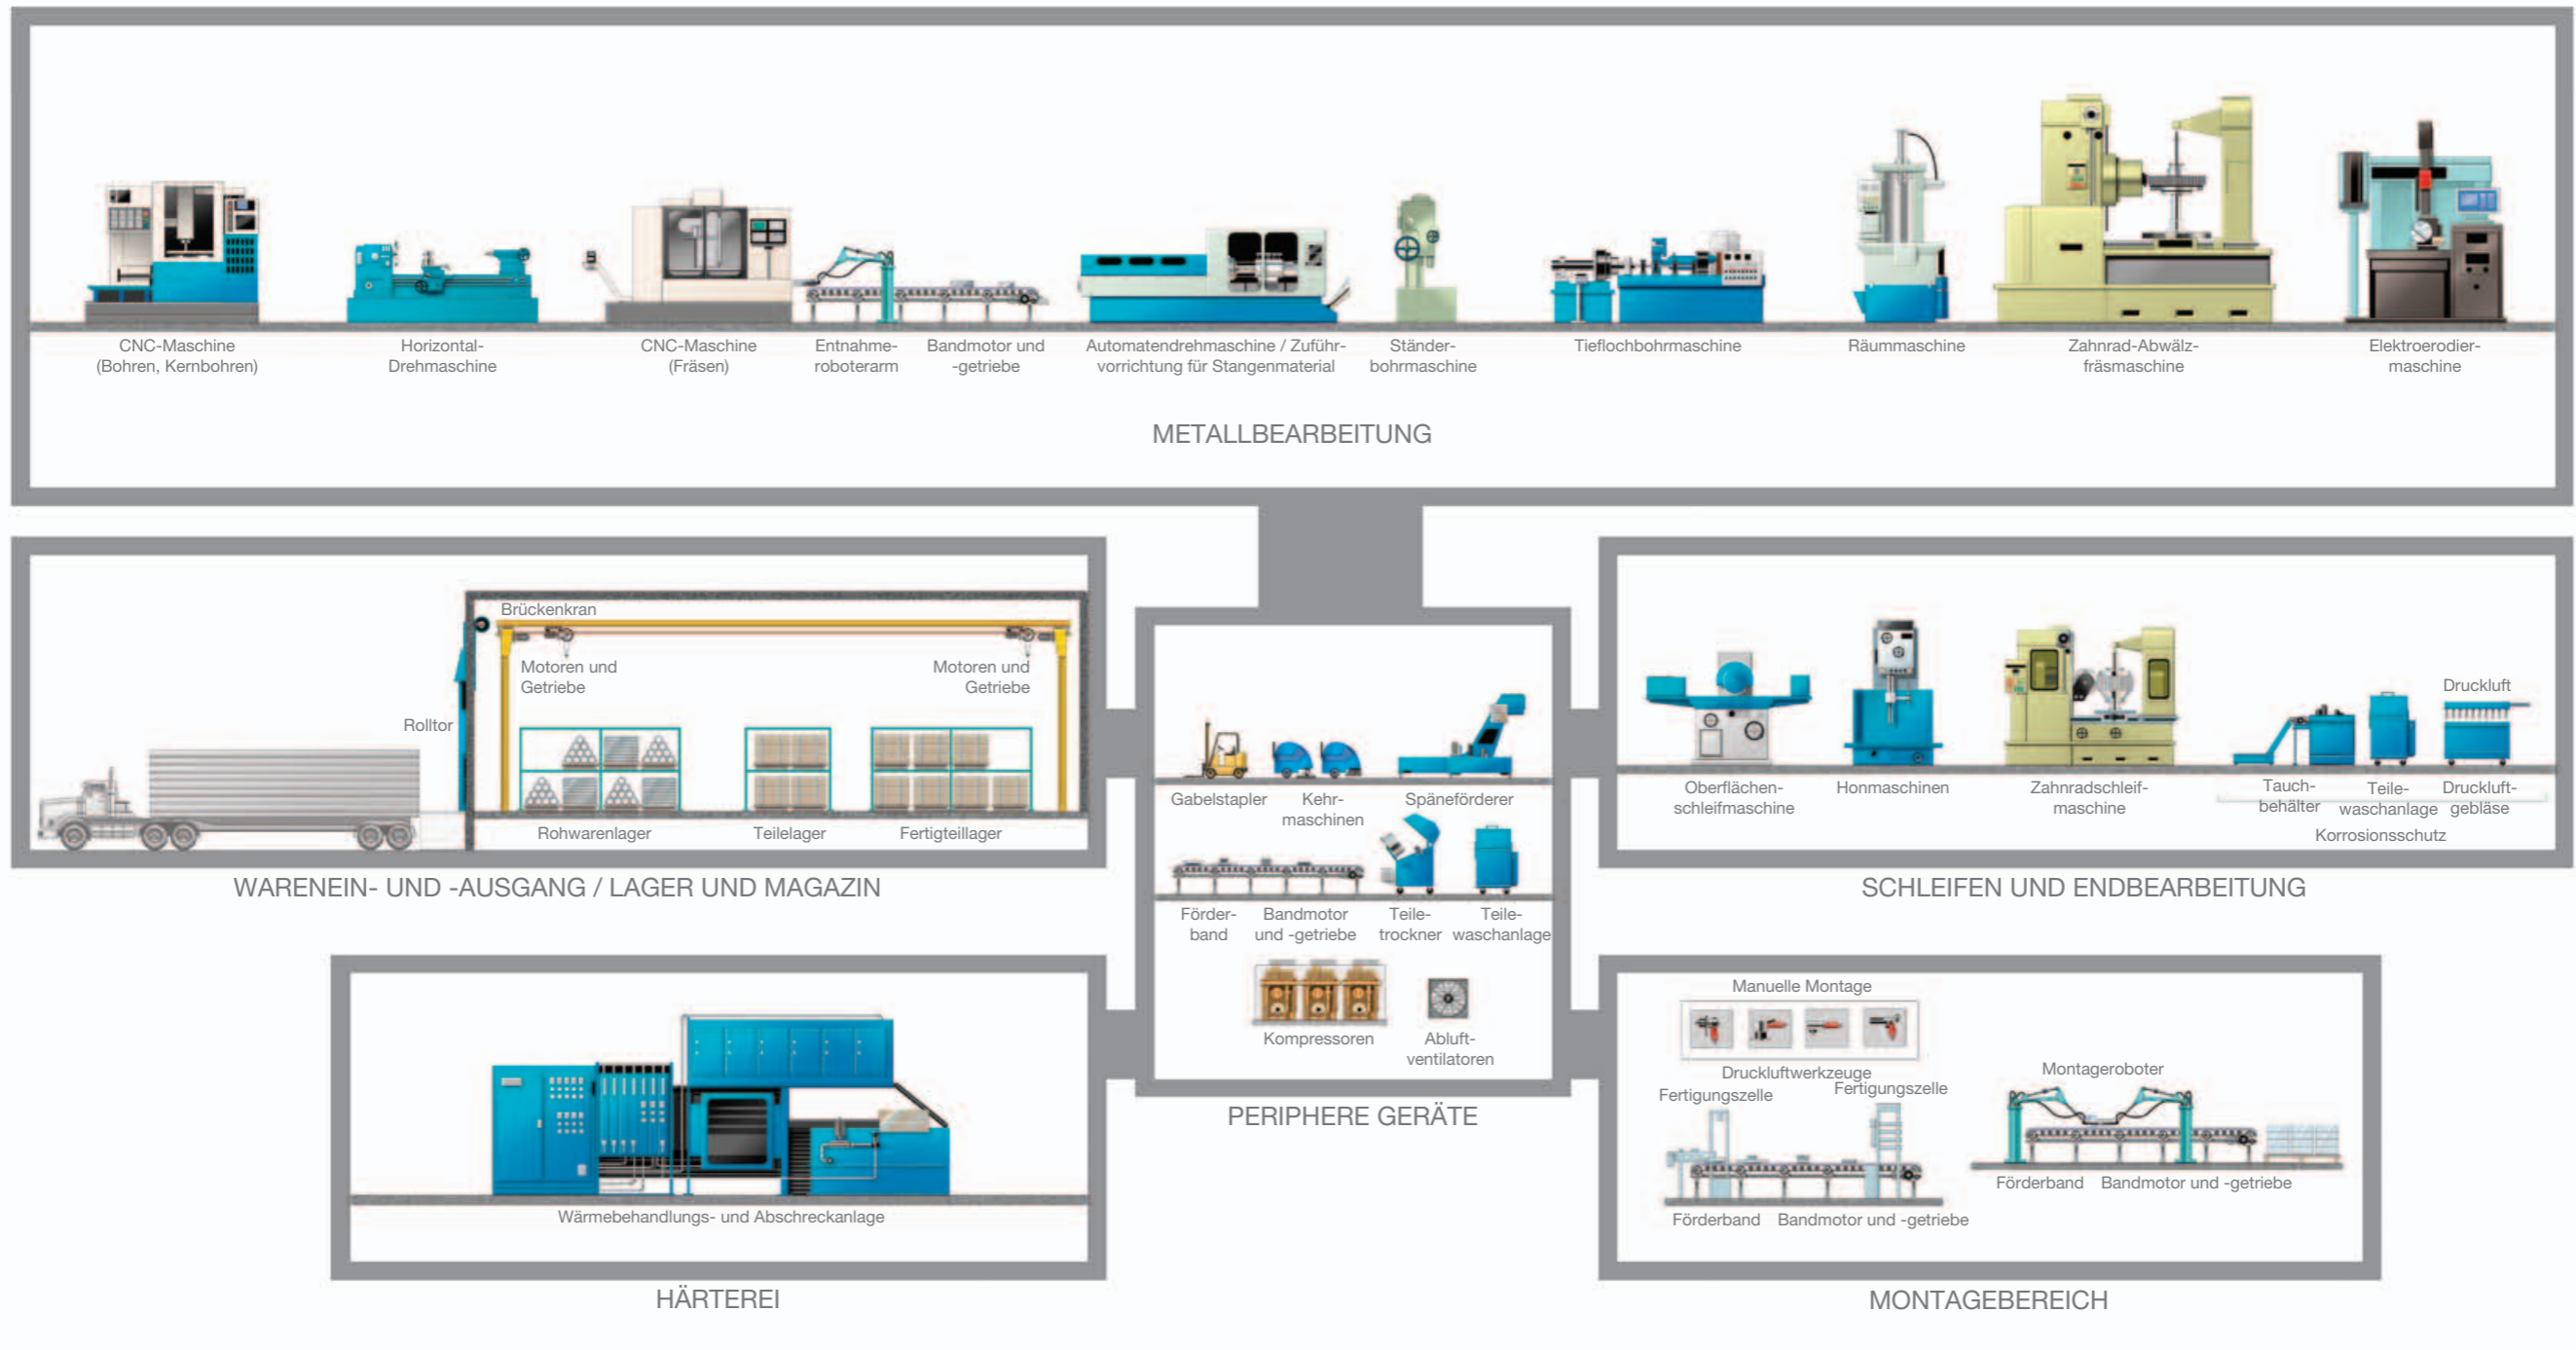 CNC-Maschine
(Bohren, Kernbohren)
Horizontal-
Drehmaschine
CNC-Maschine
(Fräsen)
Entnahme-
roboterarm
Bandmotor und
-getriebe
Automatendrehmaschine / Zuführ-
vorrichtung für Stangenmaterial
Ständer-
bohrmaschine
Tieflochbohrmaschine
Räummaschine
Zahnrad-Abwälz-
fräsmaschine
Elektroerodier-
maschine
METALLBEARBEITUNG
Brückenkran
Motoren und
Getriebe
Motoren und
Getriebe
Rolltor
Rohwarenlager
Teilelager
Fertigteillager
WARENEIN- UND -AUSGANG / LAGER UND MAGAZIN
Gabelstapler
Kehr-
maschinen
Späneförderer
Förder-
band
Bandmotor
und -getriebe
Teile-
trockner
Teile-
waschanlage
Kompressoren
Abluft-
ventilatoren
PERIPHERE GERÄTE
Druckluft
Oberflächen-
schleifmaschine
Honmaschinen
Zahnradschleif-
maschine
Tauch-
behälter
Teile-
waschanlage
Druckluft-
gebläse
Korrosionsschutz
SCHLEIFEN UND ENDBEARBEITUNG
Wärmebehandlungs- und Abschreckanlage
HÄRTEREI
Manuelle Montage
Druckluftwerkzeuge
Fertigungszelle
Fertigungszelle
Montageroboter
Förderband
Bandmotor und -getriebe
Förderband
Bandmotor und -getriebe
MONTAGEBEREICH